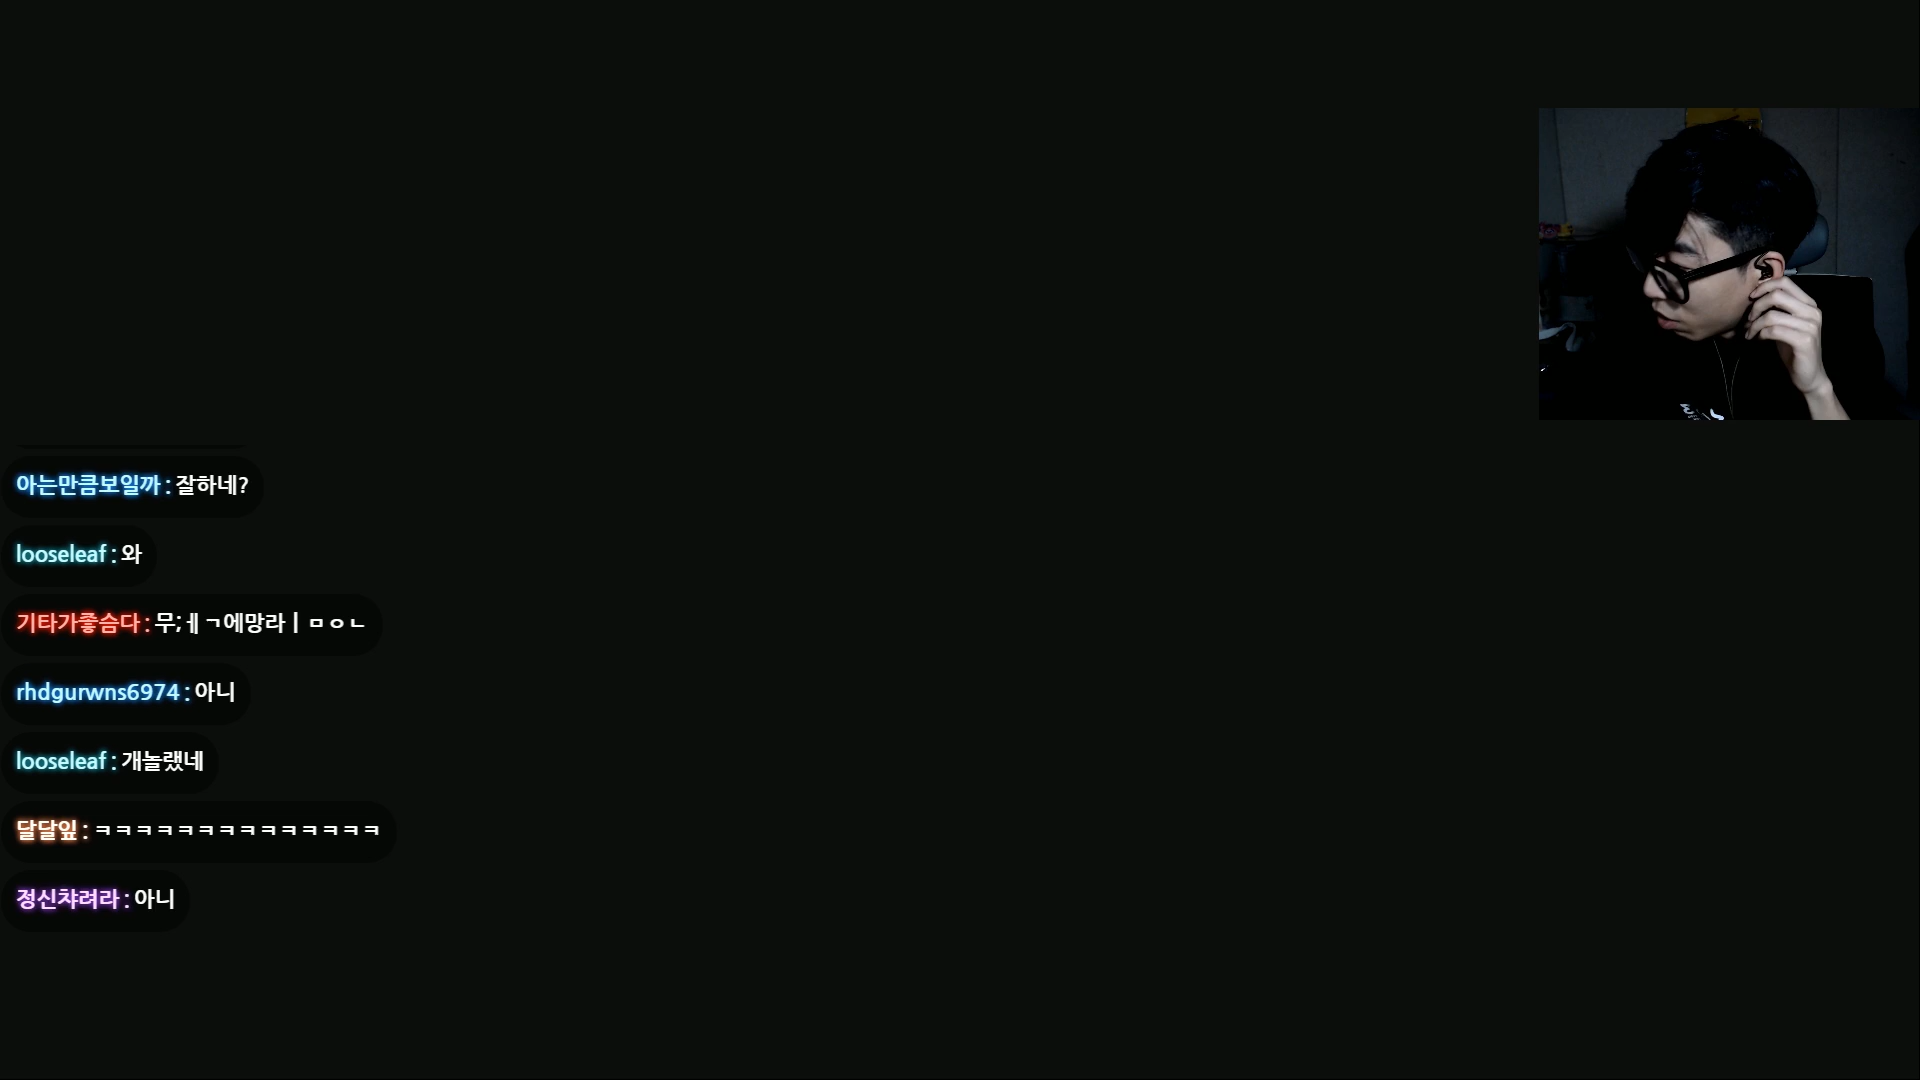 아는만큼보일까 : 잘하네?
looseleaf : 와
기타가좋슴다 : 무;ㅔㄱ에망라ㅣㅁㅇㄴ
rhdgurwns6974 : 아니
looseleaf : 개놀랬네
달달잎 : ㅋㅋㅋㅋㅋㅋㅋㅋㅋㅋㅋㅋㅋㅋ
정신챠려라 : 아니